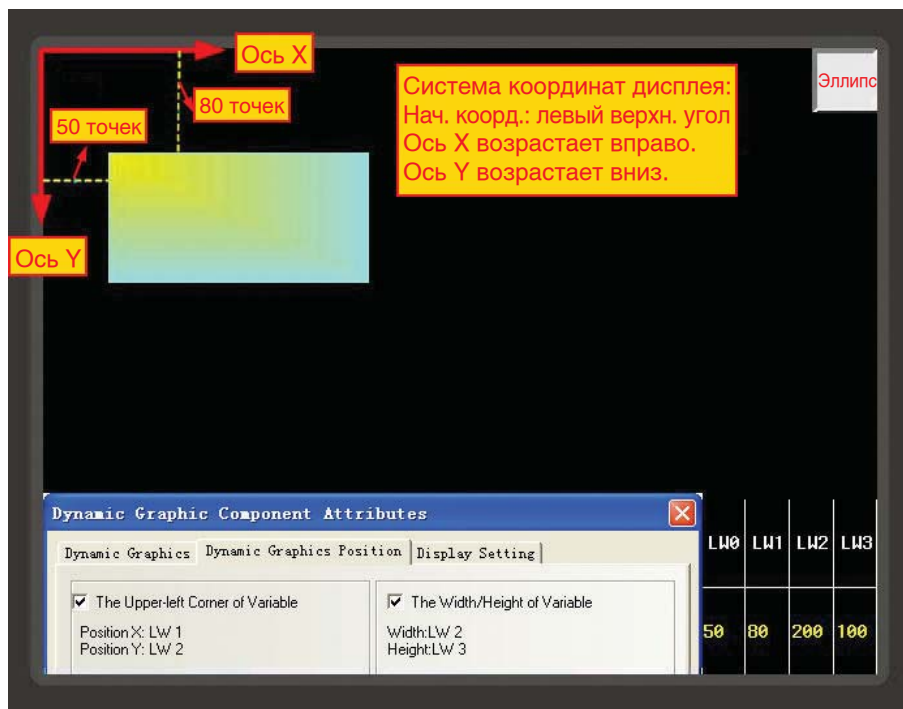 Ось X
Эллипс
80 точек
50 точек
Система координат дисплея:
Нач. коорд.: левый верхн. угол
Ось X возрастает вправо.
Ось Y возрастает вниз.
Ось Y
Dynamic Graphic Component Attributes
Dynamic Graphics Dynamic Graphics Position Display Setting
The Upper-left Corner of Variable
Position X: LW 1
Position Y: LW 2
The Width/Height of Variable
Width:LW 2
Height:LW 3
LW0 LW1 LW2 LW3
50 80 200 100